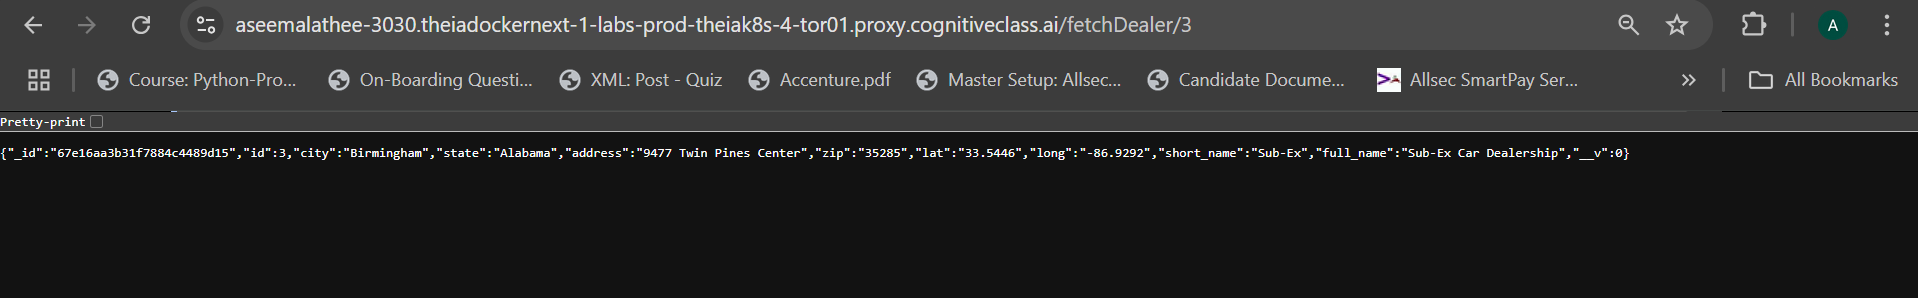 aseemalathee-3030.theiadockernext-1-labs-prod-theiak8s-4-tor01.proxy.cognitiveclass.ai/fetchDealer/3
A
Course: Python-Pro... On-Boarding Questi... XML: Post - Quiz Accenture.pdf Master Setup: Allsec... Candidate Docume... Allsec SmartPay Ser... » All Bookmarks
Pretty-print
{"_id":"67e16aa3b31f7884c4489d15","id":3,"city":"Birmingham","state":"Alabama","address":"9477 Twin Pines Center","zip":"35285","lat":"33.5446","long":"-86.9292","short_name":"Sub-Ex","full_name":"Sub-Ex Car Dealership","__v":0}